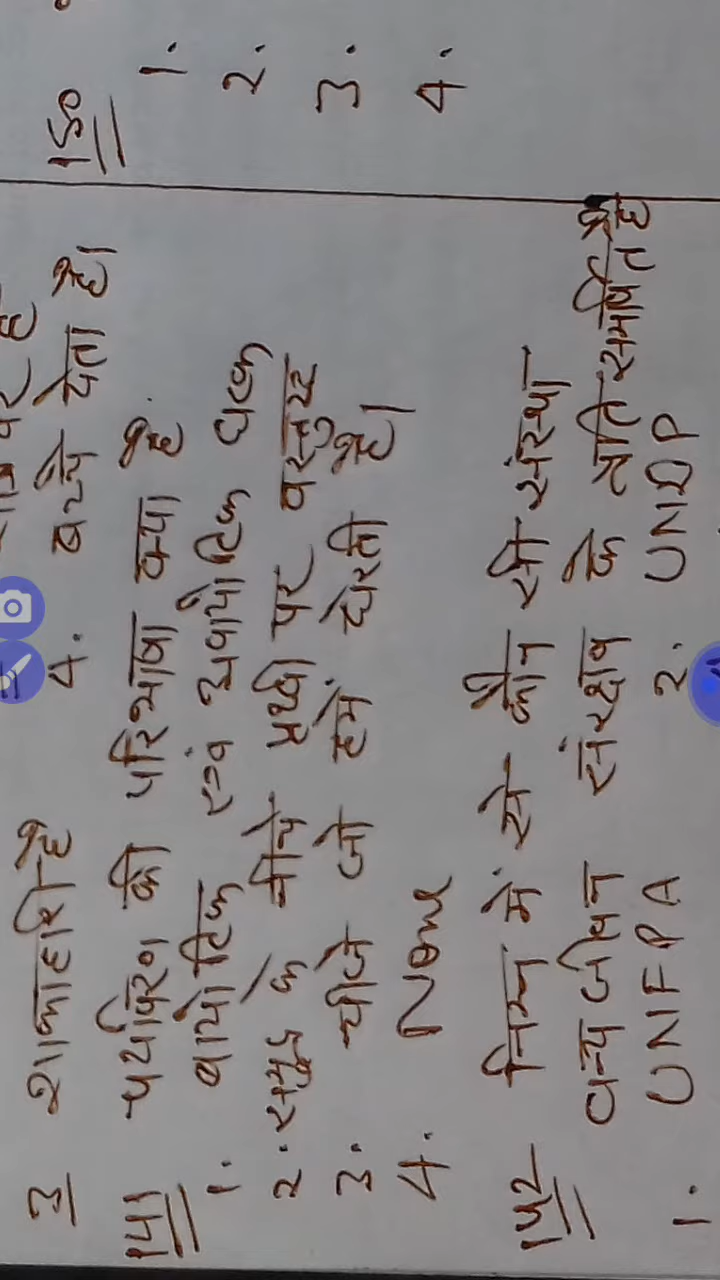 3 शाकाहारी है
4. बच्चे देता है।
141 पर्यावरण की परिभाषा क्या है
1. बायोटिक एवं अबायोटिक घटक
2. समुद्र के नीचे पृथ्वी पर वस्तुएं
3. चीजे जो हमें घेरती है।
4. None
142 निम्न में से कौन सी संस्था
वन्य जीवन संरक्षण के प्रति समर्पित है
1. UNFPA 2. UNDP
150
1.
2.
3.
4.